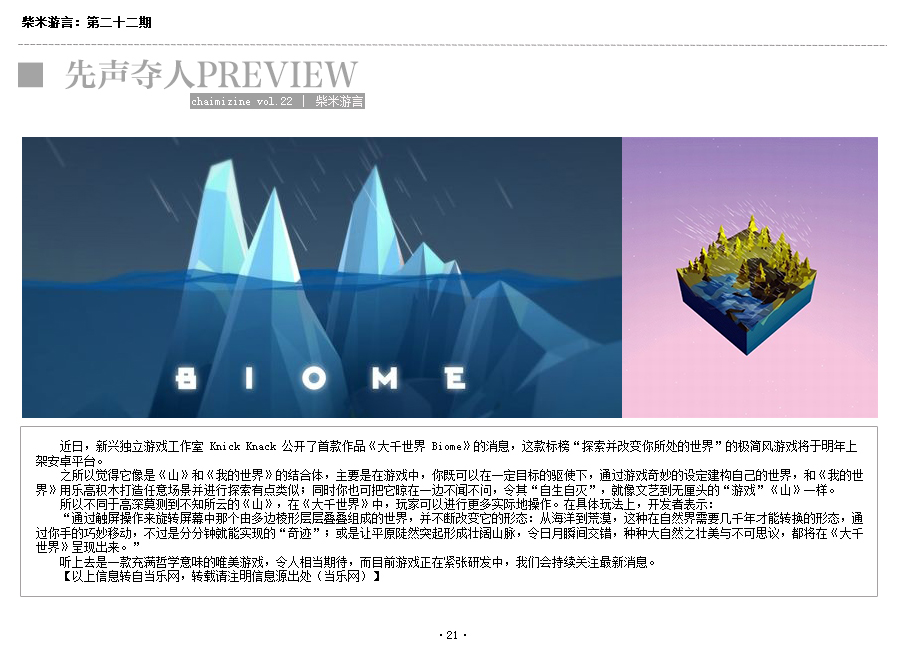 柴米游言：第二十二期
先声夺人PREVIEW
chaimizine vol.22 | 柴米游言
BIOME
近日，新兴独立游戏工作室 Knick Knack 公开了首款作品《大千世界 Biome》的消息，这款标榜“探索并改变你所处的世界”的极简风游戏将于明年上
架安卓平台。
之所以觉得它像是《山》和《我的世界》的结合体，主要是在游戏中，你既可以在一定目标的驱使下，通过游戏奇妙的设定建构自己的世界，和《我的世
界》用乐高积木打造任意场景并进行探索有点类似；同时你也可把它晾在一边不闻不问，令其“自生自灭”，就像文艺到无厘头的“游戏”《山》一样。
所以不同于高深莫测到不知所云的《山》，在《大千世界》中，玩家可以进行更多实际地操作。在具体玩法上，开发者表示：
“通过触屏操作来旋转屏幕中那个由多边棱形层层叠叠组成的世界，并不断改变它的形态：从海洋到荒漠，这种在自然界需要几千年才能转换的形态，通
过你手的巧妙移动，不过是分分钟就能实现的“奇迹”；或是让平原陡然突起形成壮阔山脉，令日月瞬间交错，种种大自然之壮美与不可思议，都将在《大千
世界》呈现出来。”
听上去是一款充满哲学意味的唯美游戏，令人相当期待，而目前游戏正在紧张研发中，我们会持续关注最新消息。
【以上信息转自当乐网，转载请注明信息源出处（当乐网）】
·21·